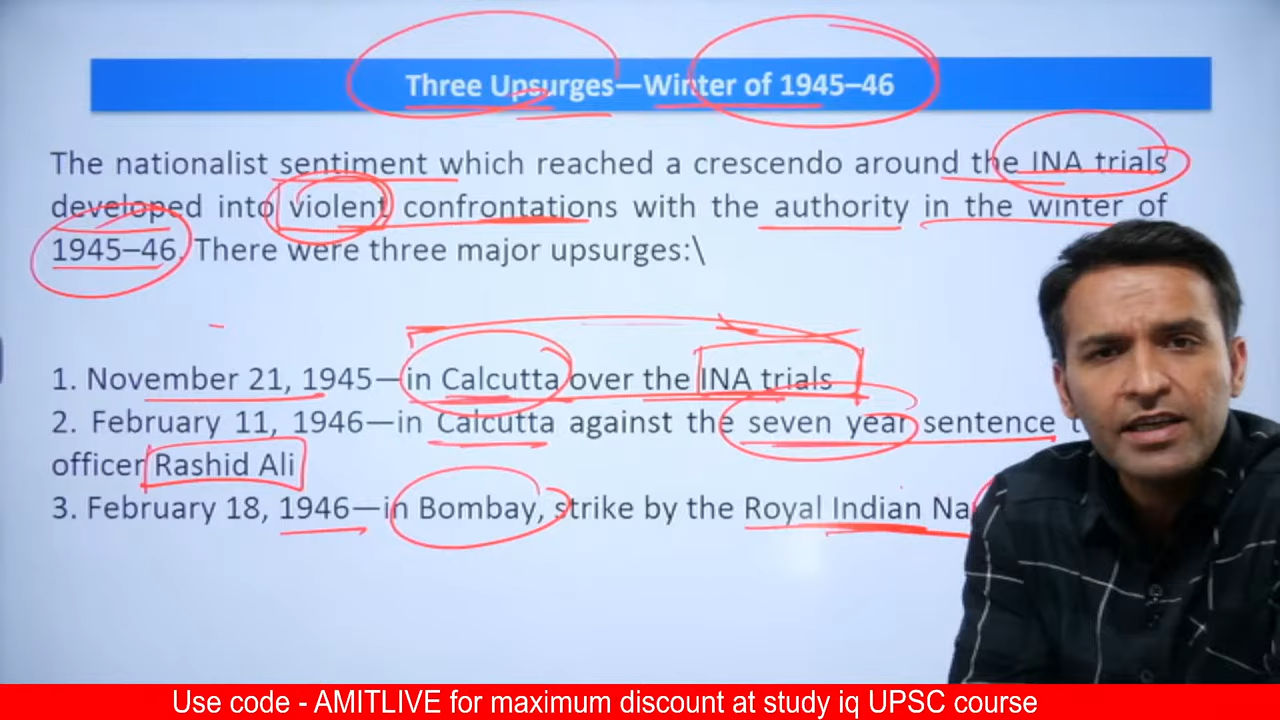 Three Upsurges—Winter of 1945–46
The nationalist sentiment which reached a crescendo around the INA trials
developed into violent confrontations with the authority in the winter of
1945–46. There were three major upsurges:\
1. November 21, 1945—in Calcutta over the INA trials
2. February 11, 1946—in Calcutta against the seven year sentence
officer Rashid Ali
3. February 18, 1946—in Bombay, strike by the Royal Indian
Use code - AMITLIVE for maximum discount at study iq UPSC course